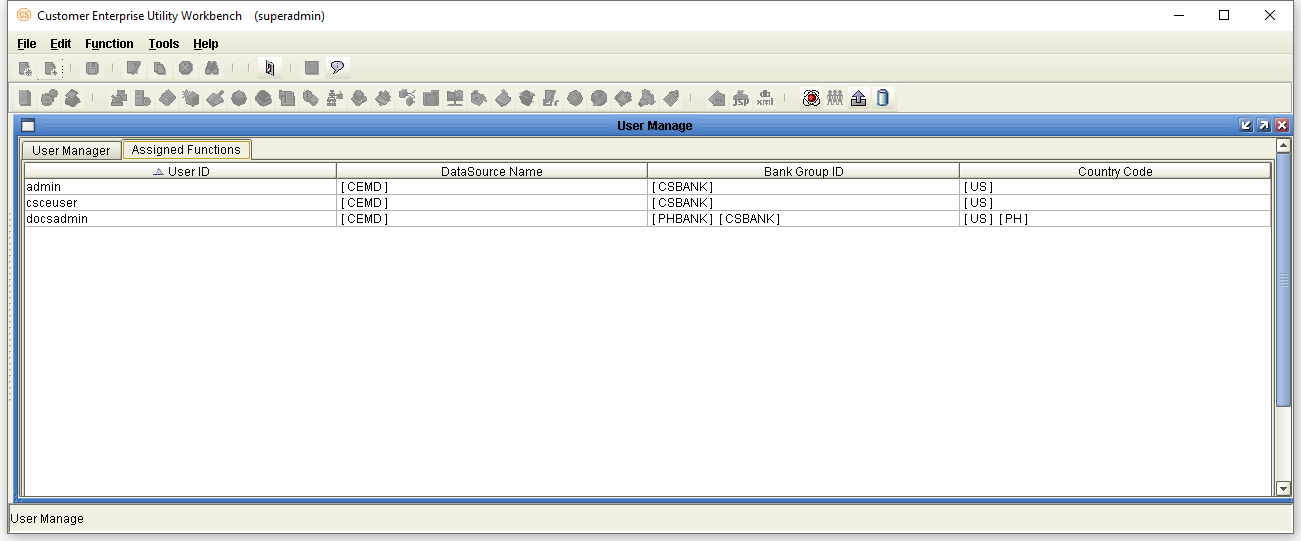 CS Customer Enterprise Utility Workbench (superadmin)
File Edit Function Tools Help
jsp db xml
User Manage
User Manager Assigned Functions
User ID DataSource Name Bank Group ID Country Code
admin [CEMD] [CSBANK] [US]
csceuser [CEMD] [CSBANK] [US]
docsadmin [CEMD] [PHBANK] [CSBANK] [US] [PH]
User Manage